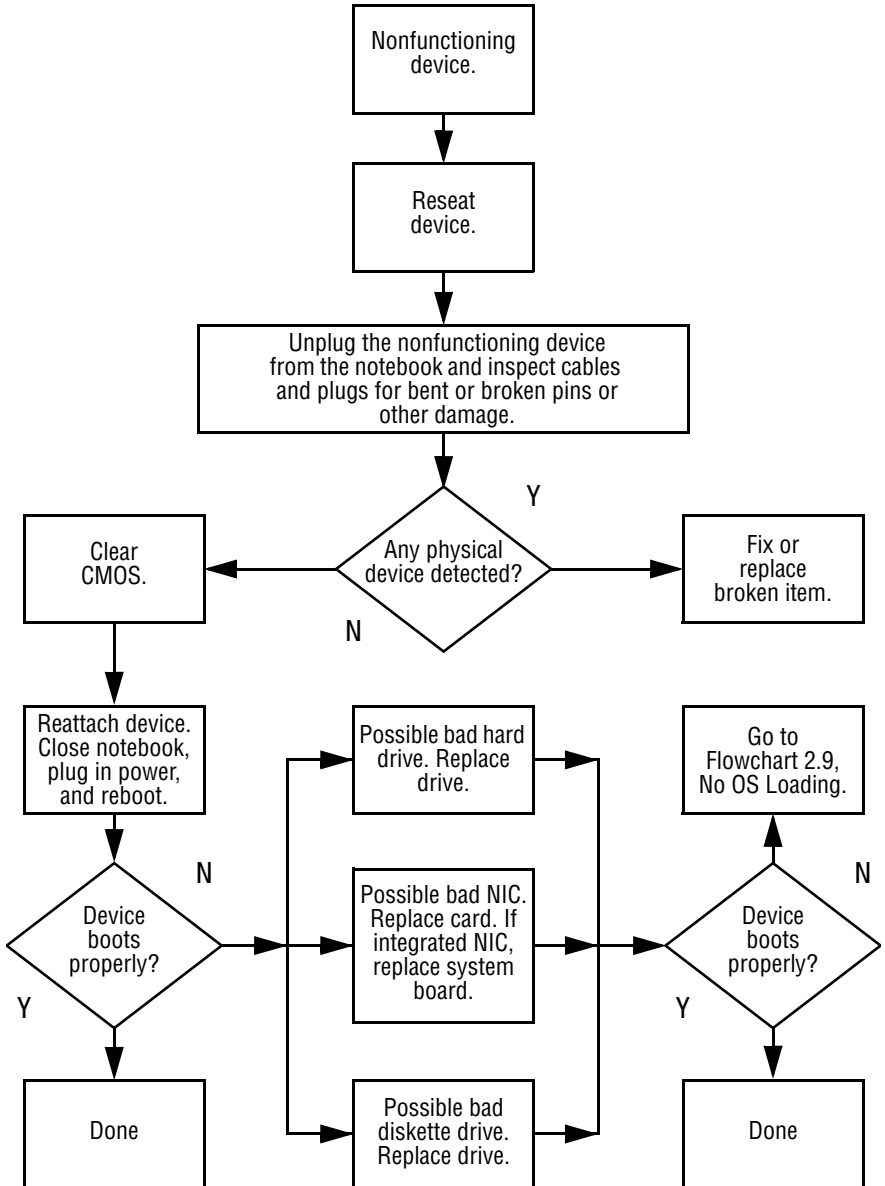 Nonfunctioning
device.
Reseat
device.
Unplug the nonfunctioning device
from the notebook and inspect cables
and plugs for bent or broken pins or
other damage.
Y
Clear
CMOS.
Any physical
device detected?
Fix or
replace
broken item.
N
Reattach device.
Close notebook,
plug in power,
and reboot.
Possible bad hard
drive. Replace
drive.
Go to
Flowchart 2.9,
No OS Loading.
N
N
Device
boots
properly?
Possible bad NIC.
Replace card. If
integrated NIC,
replace system
board.
Device
boots
properly?
Y
Y
Done
Possible bad
diskette drive.
Replace drive.
Done